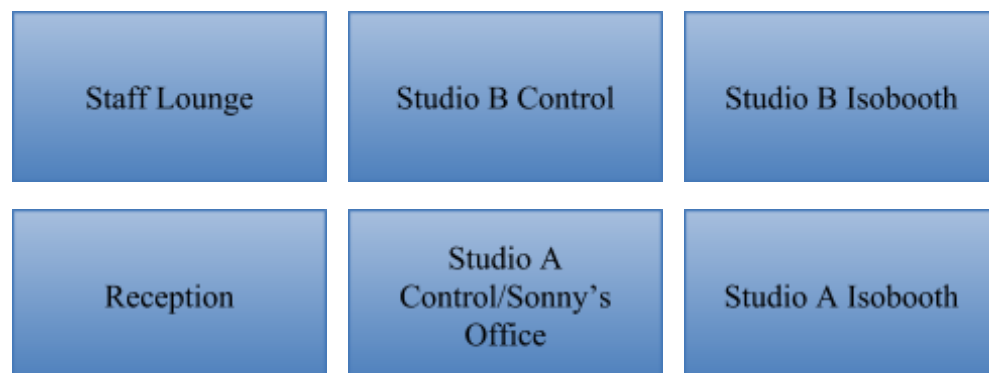 Staff Lounge
Studio B Control
Studio B Isobooth
Reception
Studio A
Control/Sonny’s
Office
Studio A Isobooth